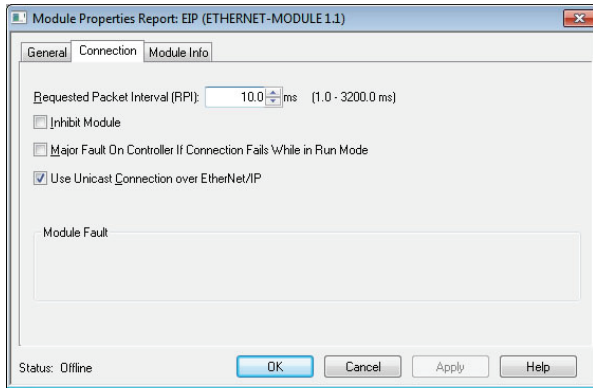 Module Properties Report: EIP (ETHERNET-MODULE 1.1)
General Connection Module Info
Requested Packet Interval (RPI): 10.0 ms (1.0 - 3200.0 ms)
Inhibit Module
Major Fault On Controller If Connection Fails While in Run Mode
Use Unicast Connection over EtherNet/IP
Module Fault
Status: Offline OK Cancel Apply Help